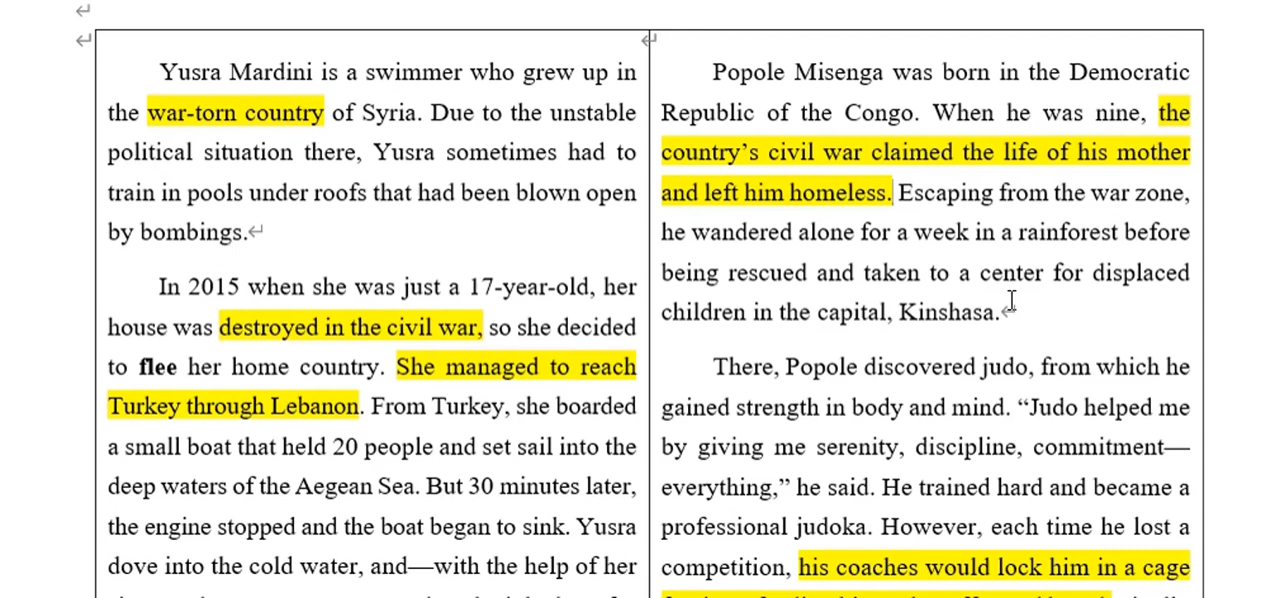 Yusra Mardini is a swimmer who grew up in
the war-torn country of Syria. Due to the unstable
political situation there, Yusra sometimes had to
train in pools under roofs that had been blown open
by bombings.
In 2015 when she was just a 17-year-old, her
house was destroyed in the civil war, so she decided
to flee her home country. She managed to reach
Turkey through Lebanon. From Turkey, she boarded
a small boat that held 20 people and set sail into the
deep waters of the Aegean Sea. But 30 minutes later,
the engine stopped and the boat began to sink. Yusra
dove into the cold water, and—with the help of her
Popole Misenga was born in the Democratic
Republic of the Congo. When he was nine, the
country’s civil war claimed the life of his mother
and left him homeless. Escaping from the war zone,
he wandered alone for a week in a rainforest before
being rescued and taken to a center for displaced
children in the capital, Kinshasa.
There, Popole discovered judo, from which he
gained strength in body and mind. “Judo helped me
by giving me serenity, discipline, commitment—
everything,” he said. He trained hard and became a
professional judoka. However, each time he lost a
competition, his coaches would lock him in a cage